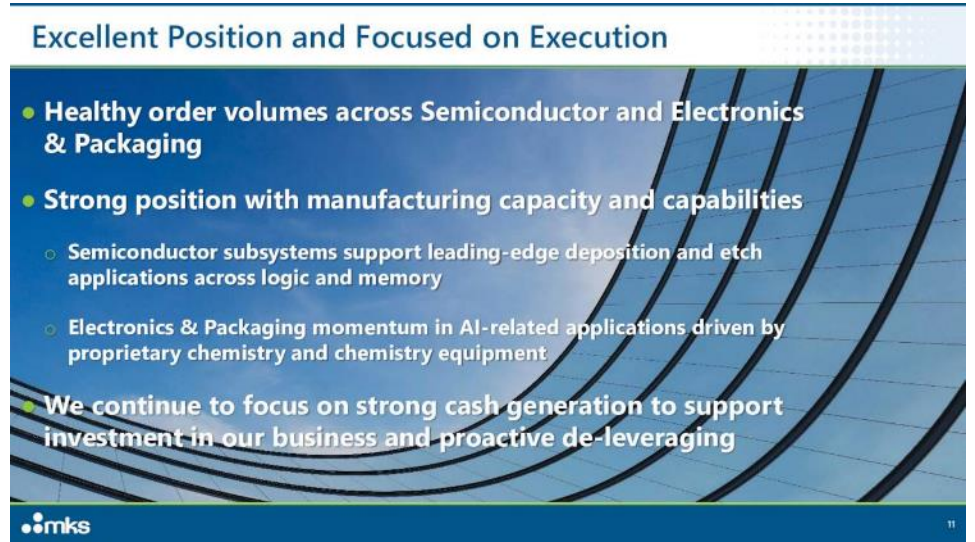 Excellent Position and Focused on Execution
● Healthy order volumes across Semiconductor and Electronics
& Packaging
● Strong position with manufacturing capacity and capabilities
○ Semiconductor subsystems support leading-edge deposition and etch
applications across logic and memory
○ Electronics & Packaging momentum in AI-related applications driven by
proprietary chemistry and chemistry equipment
● We continue to focus on strong cash generation to support
investment in our business and proactive de-leveraging
mks
11